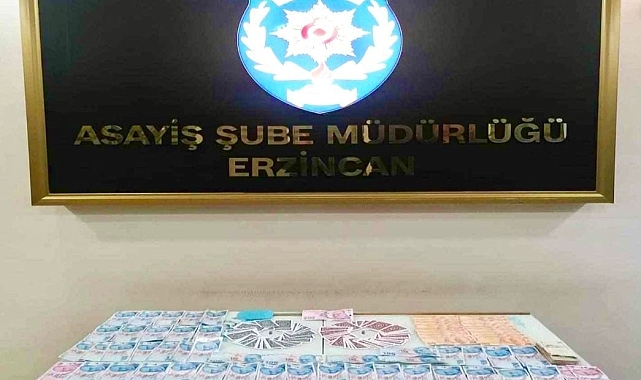 ASAYİŞ ŞUBE MÜDÜRLÜĞÜ
ERZİNCAN